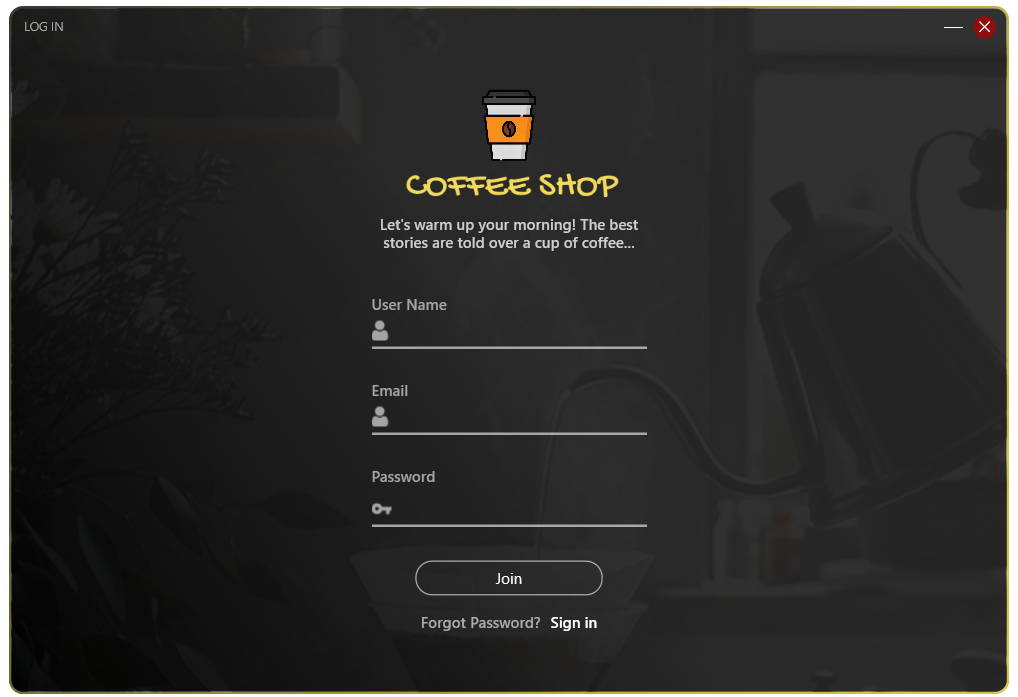 LOG IN
COFFEE SHOP
Let's warm up your morning! The best
stories are told over a cup of coffee...
User Name
Email
Password
Join
Forgot Password? Sign in